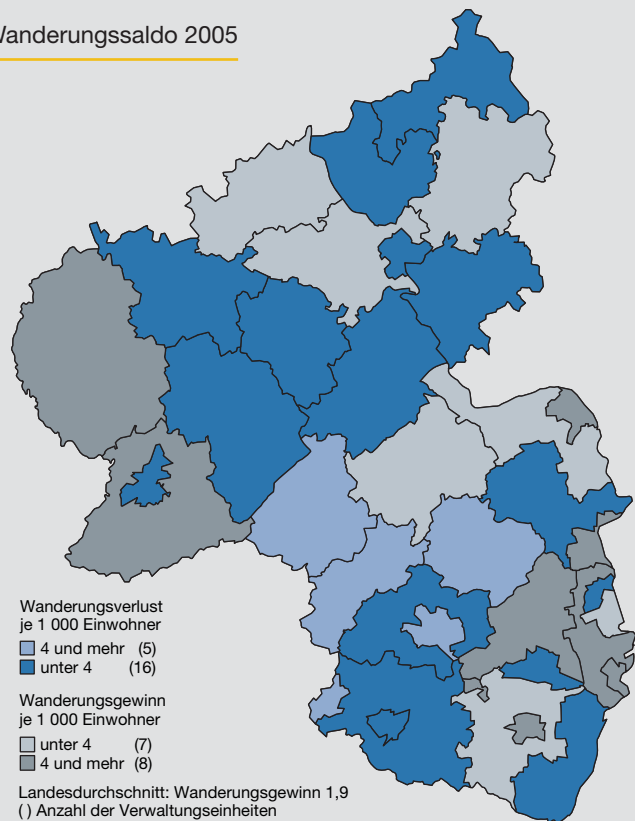 Wanderungssaldo 2005
Wanderungsverlust
je 1 000 Einwohner
4 und mehr (5)
unter 4 (16)
Wanderungsgewinn
je 1 000 Einwohner
unter 4 (7)
4 und mehr (8)
Landesdurchschnitt: Wanderungsgewinn 1,9
( ) Anzahl der Verwaltungseinheiten